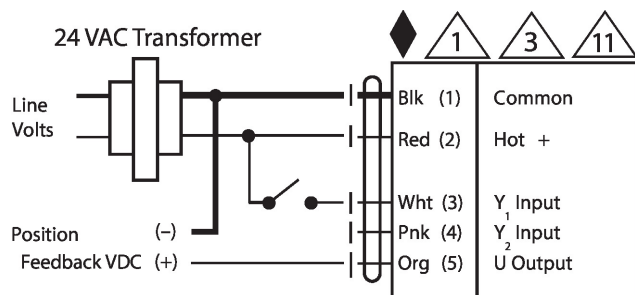 24 VAC Transformer
1
3
11
Line
Volts
Blk (1) Common
Red (2) Hot +
Wht (3) Y1 Input
Position (–)
Pnk (4) Y2 Input
Feedback VDC (+)
Org (5) U Output